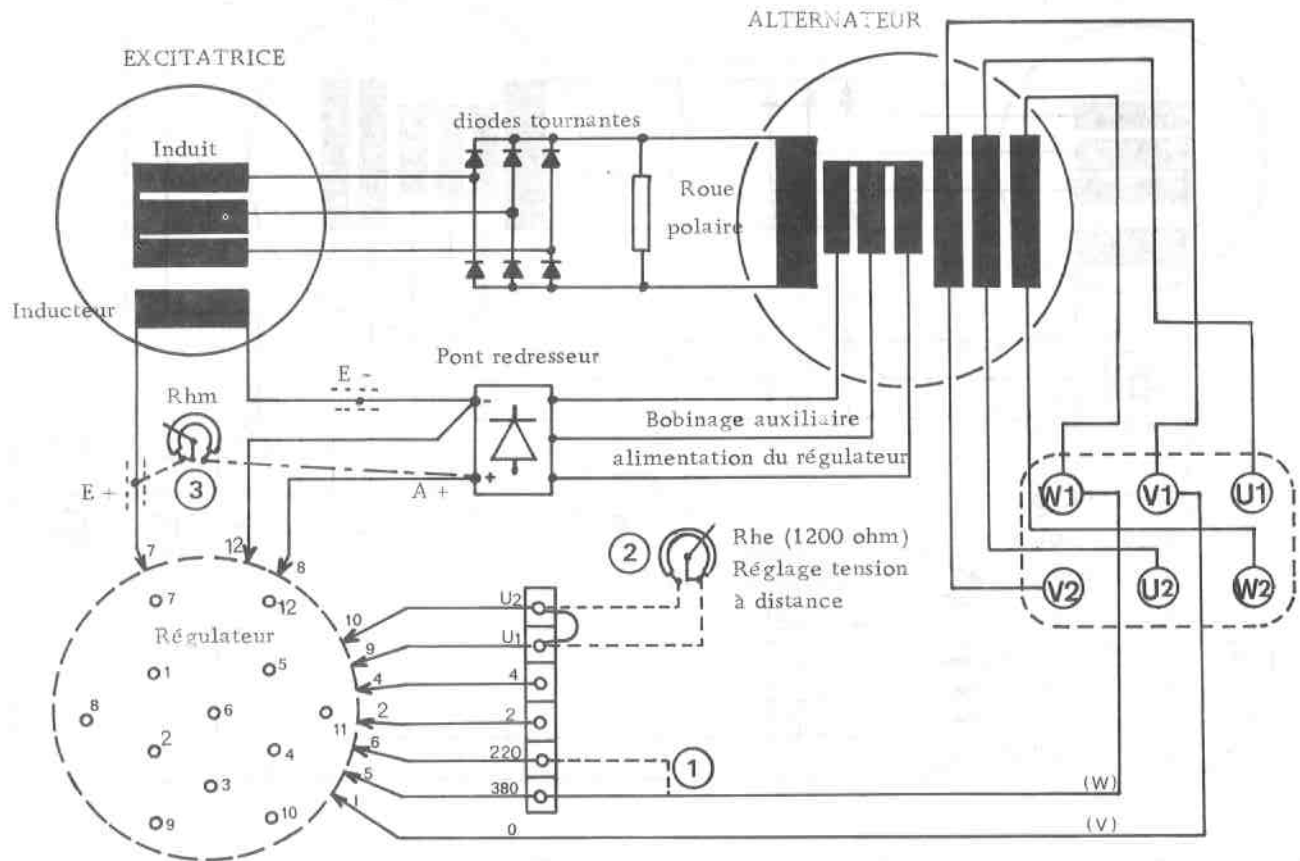 ALTERNATEUR
EXCITATRICE
diodes tournantes
Induit
Roue
polaire
Inducteur
Pont redresseur
E -
Rhm
-
Bobinage auxiliaire
alimentation du régulateur
+
E +
3
A +
W1
V1
U1
7
12
8
2
Rhe (1200 ohm)
Réglage tension
à distance
V2
U2
W2
7
12
10
U2
Régulateur
9
U1
1
5
4
4
8
6
11
2
2
2
4
6
220
1
3
5
380
(W)
9
10
1
0
(V)